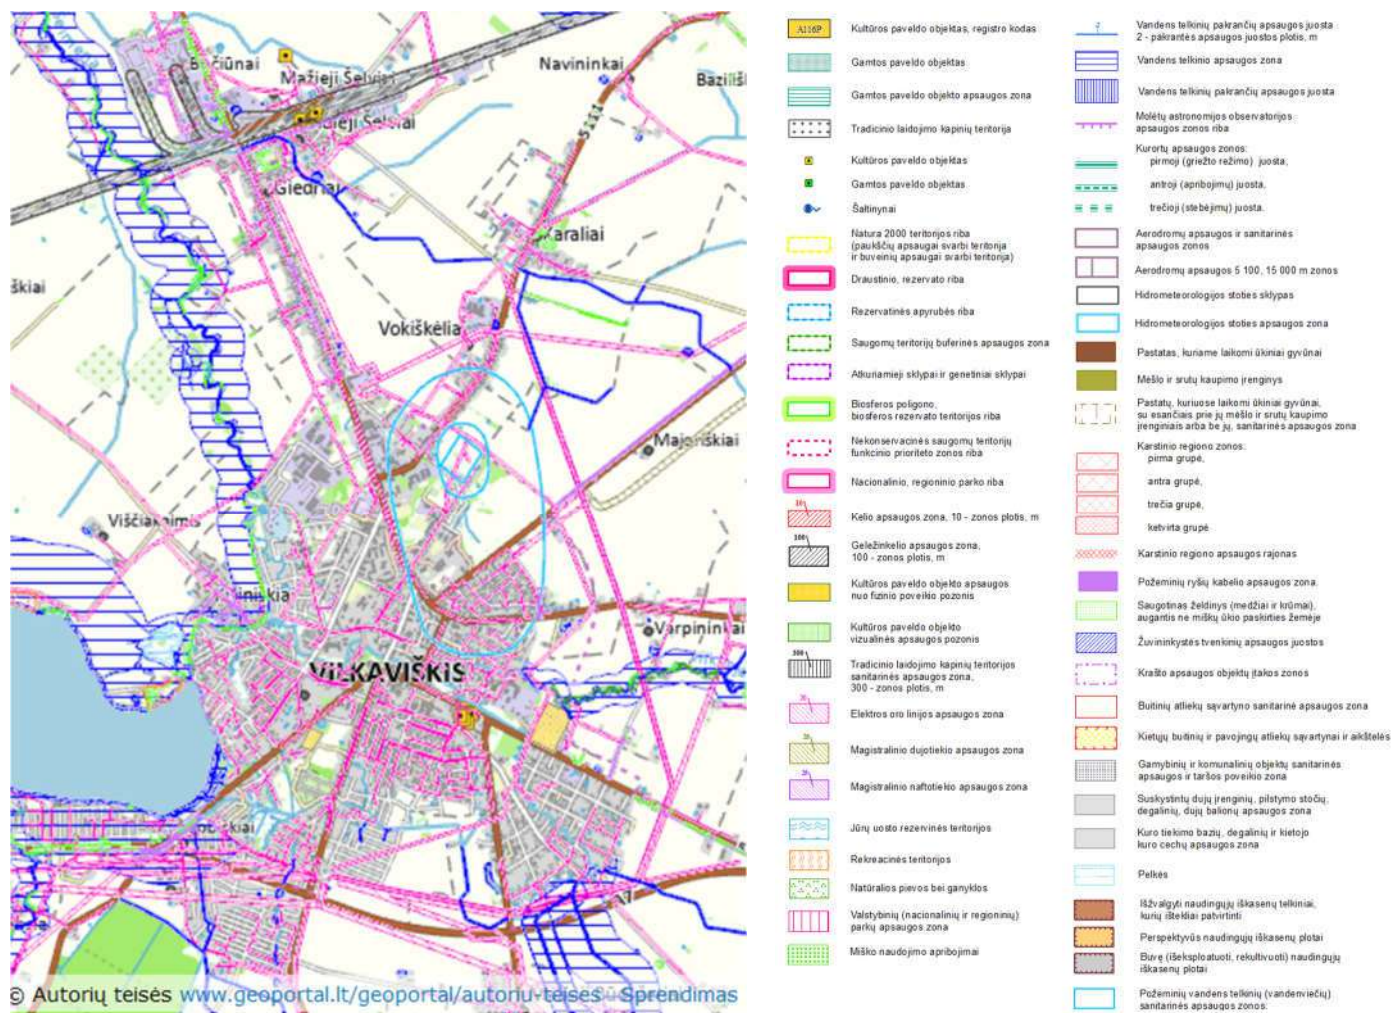 Mažieji Šelviai
Navininkai
Giedriai
Karaliai
5111
škiai
Vokiškėlia
Majoriškiai
Viščiakaimis
iniškia
Varpininkai
VILKAVIŠKIS
© Autorių teisės www.geoportal.lt/geoportal/autoriu-teises Sprendimas
A116P
Kultūros paveldo objektas, registro kodas
Gamtos paveldo objektas
Gamtos paveldo objekto apsaugos zona
Tradicinio laidojimo kapinių teritorija
Kultūros paveldo objektas
Gamtos paveldo objektas
Šaltinynai
Natura 2000 teritorijos riba
(paukščių apsaugai svarbi teritorija
ir buveinių apsaugai svarbi teritorija)
Draustinio, rezervato riba
Rezervatinės apyrubės riba
Saugomų teritorijų buferinės apsaugos zona
Atkuriamieji sklypai ir genetiniai sklypai
Biosferos poligono,
biosferos rezervato teritorijos riba
Nekonservacinės saugomų teritorijų
funkcinio prioriteto zonos riba
Nacionalinio, regioninio parko riba
10
Kelio apsaugos zona, 10 - zonos plotis, m
100
Geležinkelio apsaugos zona,
100 - zonos plotis, m
Kultūros paveldo objekto apsaugos
nuo fizinio poveikio pozonis
Kultūros paveldo objekto
vizualinės apsaugos pozonis
300
Tradicinio laidojimo kapinių teritorijos
sanitarinės apsaugos zona,
300 - zonos plotis, m
Elektros oro linijos apsaugos zona
Magistralinio dujotiekio apsaugos zona
Magistralinio naftotiekio apsaugos zona
Jūrų uosto rezervinės teritorijos
Rekreacinės teritorijos
Natūralios pievos bei ganyklos
Valstybinių (nacionalinių ir regioninių)
parkų apsaugos zona
Miško naudojimo apribojimai
Vandens telkinių pakrančių apsaugos juosta
2 - pakrantės apsaugos juostos plotis, m
Vandens telkinio apsaugos zona
Vandens telkinių pakrančių apsaugos juosta
Molėtų astronomijos observatorijos
apsaugos zonos riba
Kurortų apsaugos zonos:
pirmoji (griežto režimo) juosta,
antroji (apribojimų) juosta,
trečioji (stebėjimų) juosta.
Aerodromų apsaugos ir sanitarinės
apsaugos zonos
Aerodromų apsaugos 5 100, 15 000 m zonos
Hidrometeorologijos stoties sklypas
Hidrometeorologijos stoties apsaugos zona
Pastatas, kuriame laikomi ūkiniai gyvūnai
Mėšlo ir srutų kaupimo įrenginys
Pastatų, kuriuose laikomi ūkiniai gyvūnai,
su esančiais prie jų mėšlo ir srutų kaupimo
įrenginiais arba be jų, sanitarinės apsaugos zona
Karstinio regiono zonos:
pirma grupė,
antra grupė,
trečia grupė,
ketvirta grupė
Karstinio regiono apsaugos rajonas
Požeminių ryšių kabelio apsaugos zona.
Saugotinas želdinys (medžiai ir krūmai),
augantis ne miškų ūkio paskirties žemėje
Žuvininkystės tvenkinių apsaugos juostos
Krašto apsaugos objektų įtakos zonos
Buitinių atliekų sąvartyno sanitarinė apsaugos zona
Kietųjų buitinių ir pavojingų atliekų sąvartynai ir aikštelės
Gamybinių ir komunalinių objektų sanitarinės
apsaugos ir taršos poveikio zona
Suskystintų dujų įrenginių, pilstymo stočių,
degalinių, dujų balionų apsaugos zona
Kuro tiekimo bazių, degalinių ir kietojo
kuro cechų apsaugos zona
Pelkės
Išžvalgyti naudingųjų iškasenų telkiniai,
kurių ištekliai patvirtinti
Perspektyvūs naudingųjų iškasenų plotai
Buvę (išeksploatuoti, rekultivuoti) naudingųjų
iškasenų plotai
Požeminių vandens telkinių (vandenviečių)
sanitarinės apsaugos zonos: